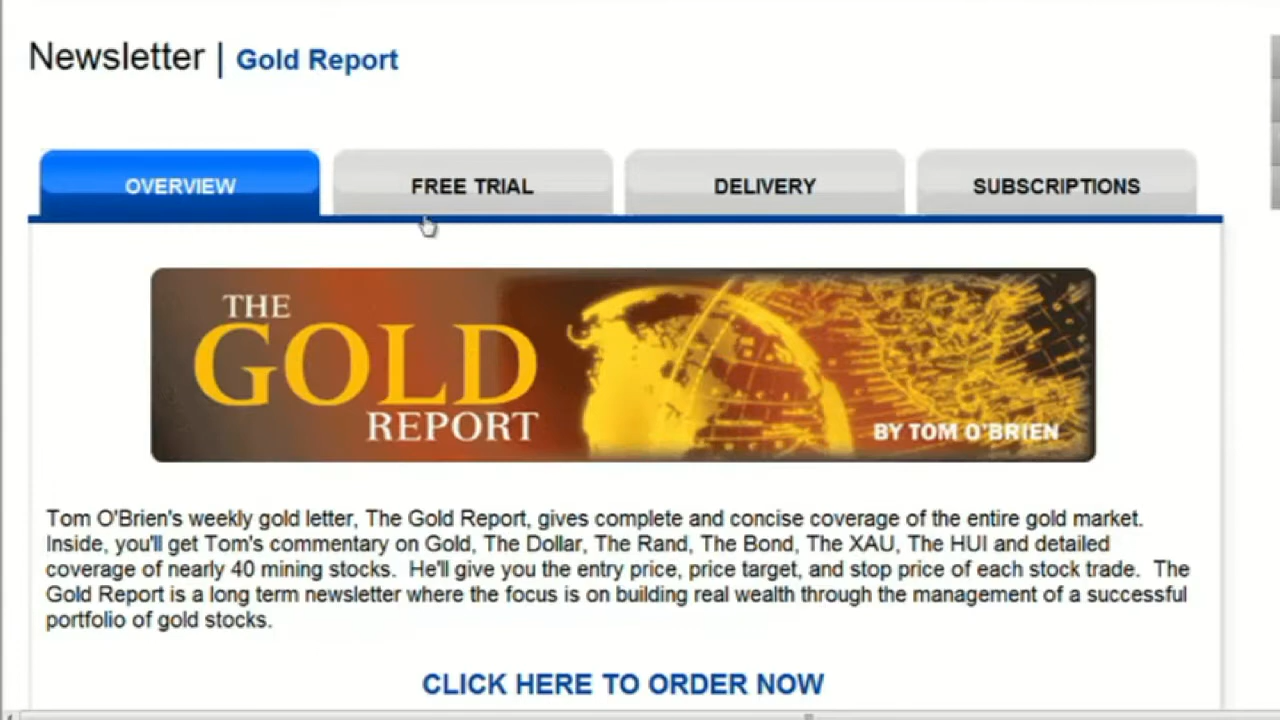 Newsletter | Gold Report
OVERVIEW
FREE TRIAL
DELIVERY
SUBSCRIPTIONS
THE
GOLD
REPORT
BY TOM O'BRIEN
Tom O'Brien's weekly gold letter, The Gold Report, gives complete and concise coverage of the entire gold market.
Inside, you'll get Tom's commentary on Gold, The Dollar, The Rand, The Bond, The XAU, The HUI and detailed
coverage of nearly 40 mining stocks.  He'll give you the entry price, price target, and stop price of each stock trade.  The
Gold Report is a long term newsletter where the focus is on building real wealth through the management of a successful
portfolio of gold stocks.
CLICK HERE TO ORDER NOW